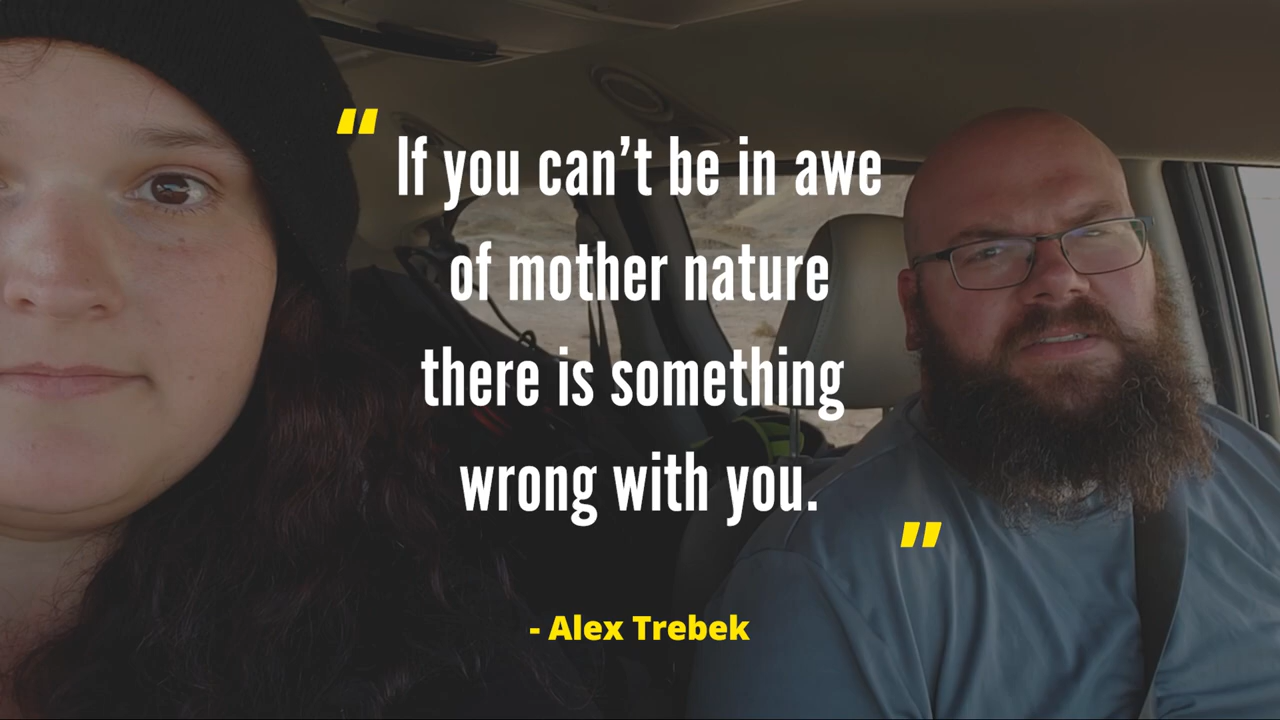 "
If you can’t be in awe
of mother nature
there is something
wrong with you.
"
- Alex Trebek